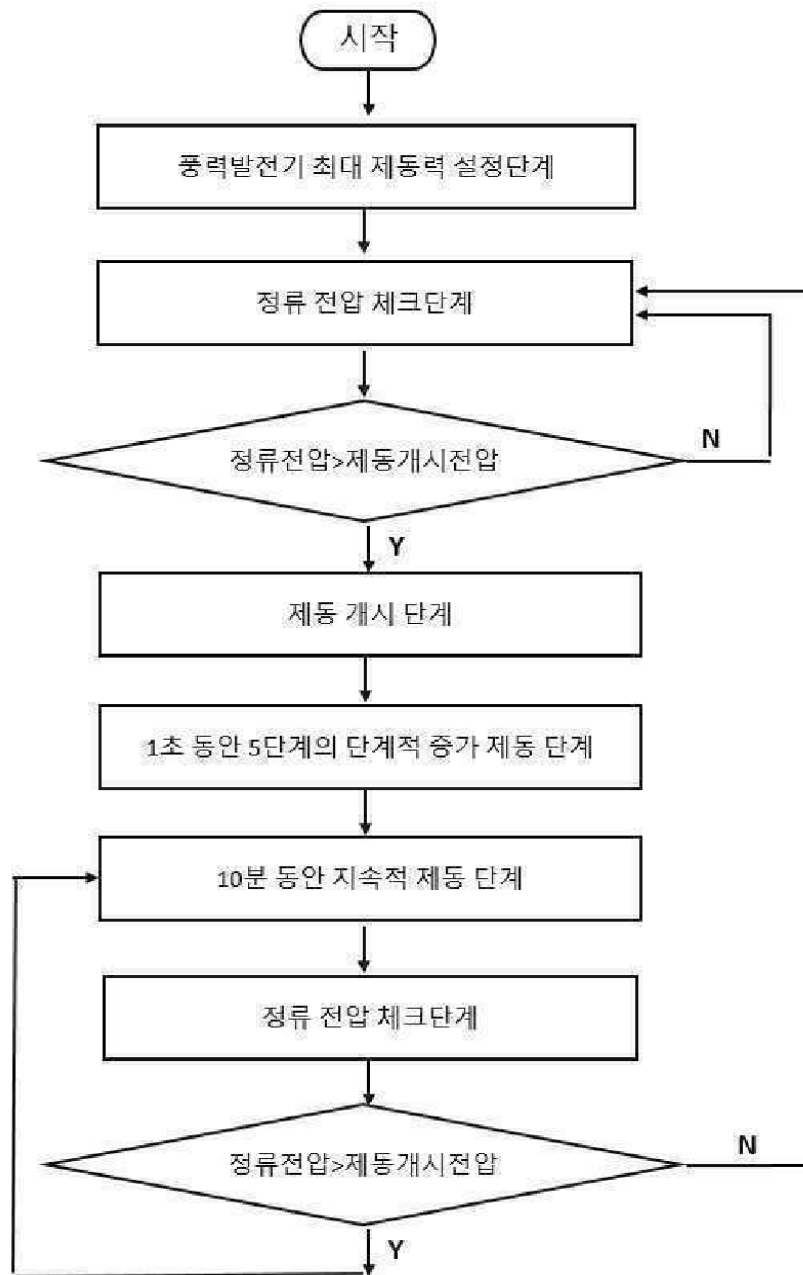 시작
풍력발전기 최대 제동력 설정단계
정류 전압 체크단계
정류전압>제동개시전압
N
Y
제동 개시 단계
1초 동안 5단계의 단계적 증가 제동 단계
10분 동안 지속적 제동 단계
정류 전압 체크단계
정류전압>제동개시전압
N
Y